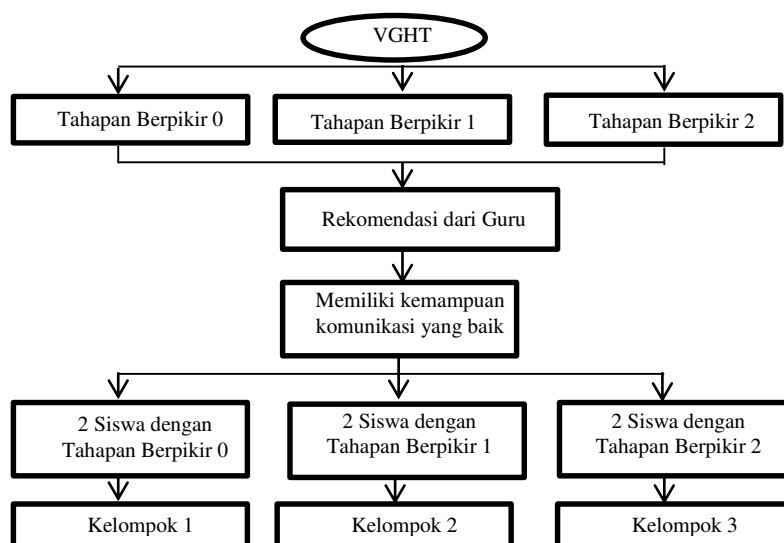 VGHT
Tahapan Berpikir 0
Tahapan Berpikir 1
Tahapan Berpikir 2
Rekomendasi dari Guru
Memiliki kemampuan
komunikasi yang baik
2 Siswa dengan
Tahapan Berpikir 0
2 Siswa dengan
Tahapan Berpikir 1
2 Siswa dengan
Tahapan Berpikir 2
Kelompok 1
Kelompok 2
Kelompok 3